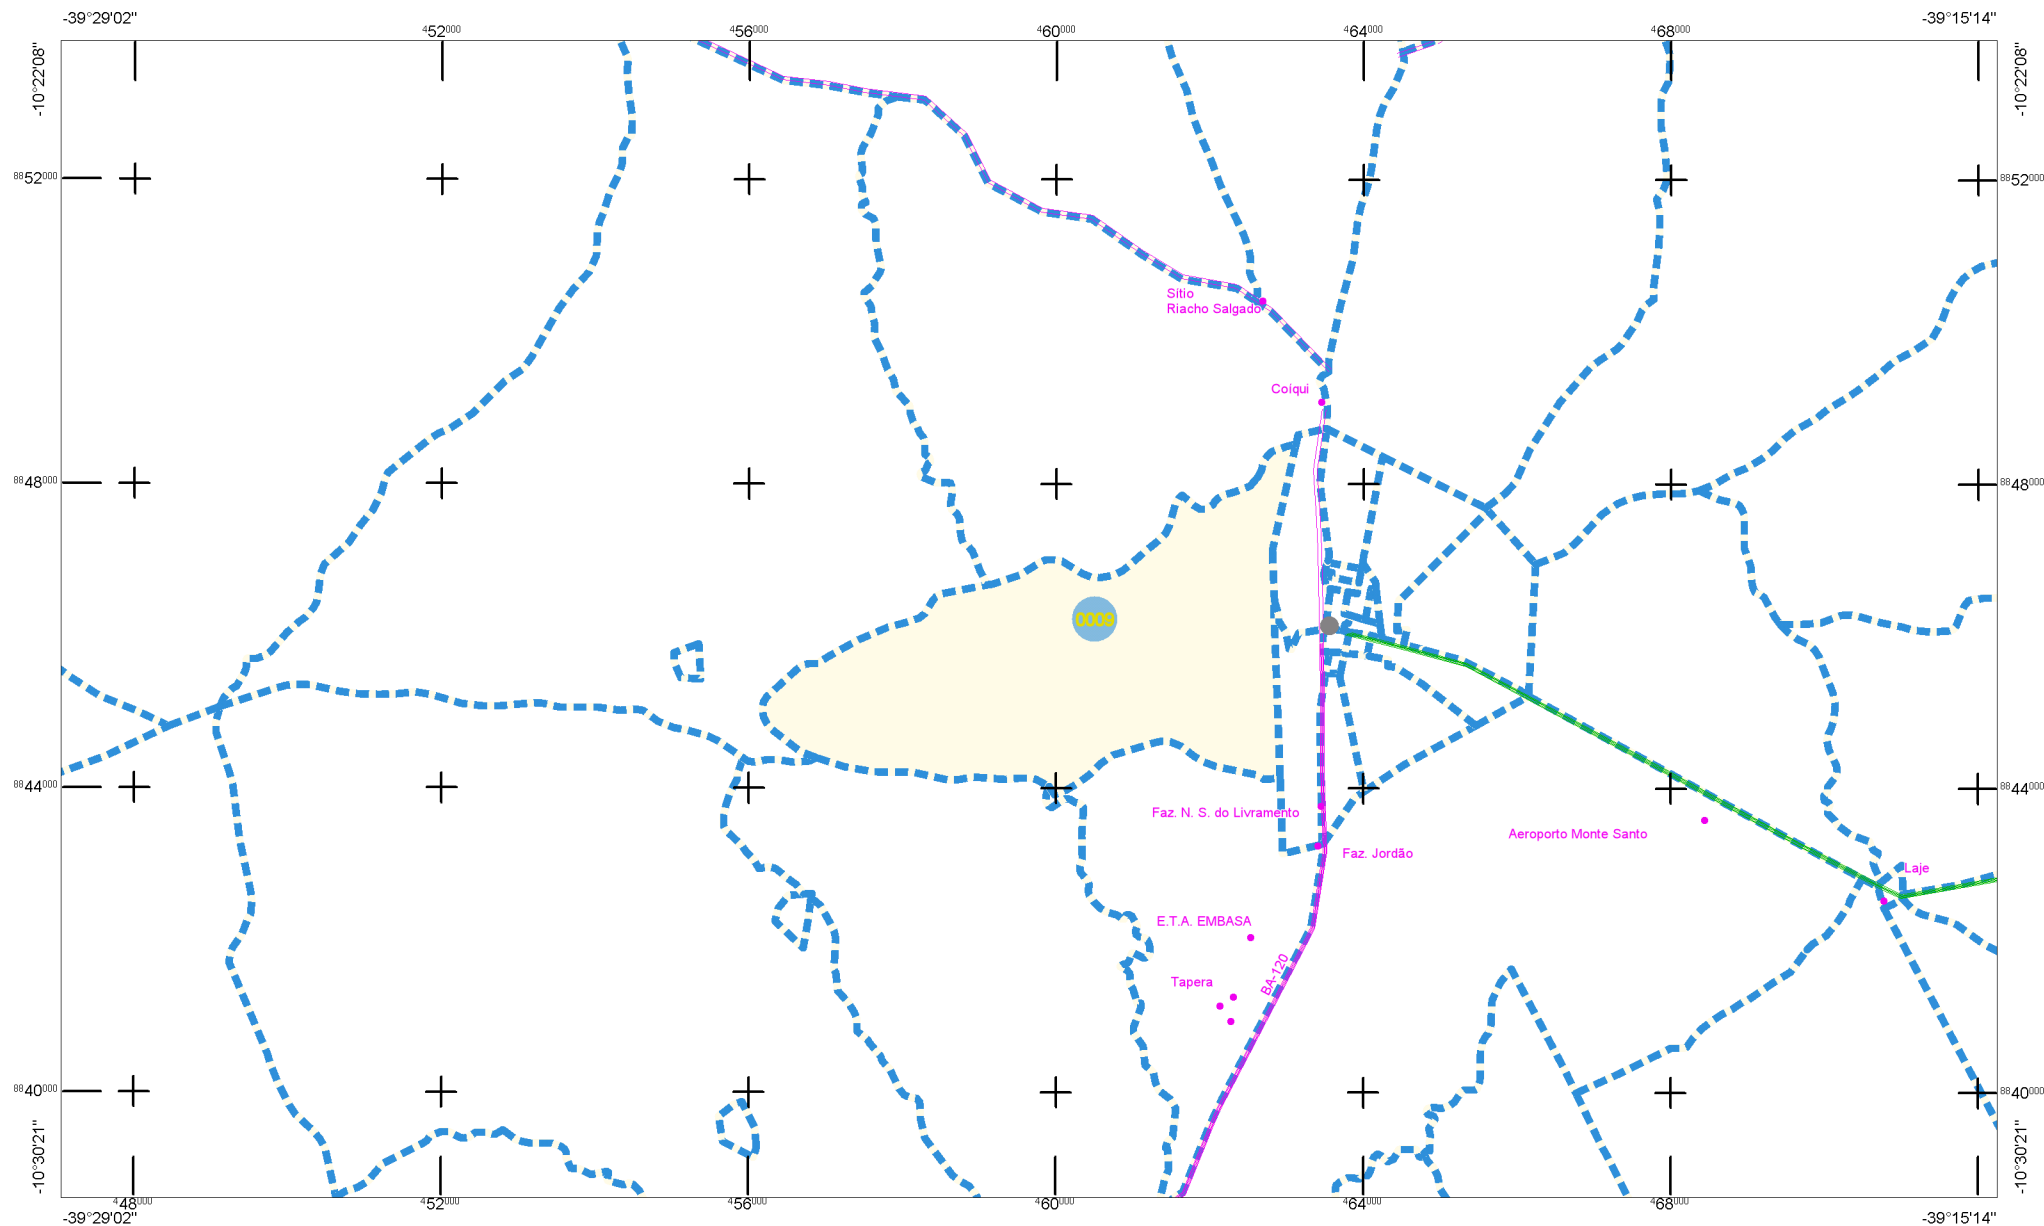 -39°29'02"
-39°15'14"
452000
456000
460000
464000
468000
-10°22'08"
-10°22'08"
8852000
8852000
Sítio
Riacho Salgado
Coiqui
8848000
8848000
0009
8844000
8844000
Faz. N. S. do Livramento
Aeroporto Monte Santo
Faz. Jordão
Laje
E.T.A. EMBASA
BA-120
Tapera
8840000
8840000
-10°30'21"
-10°30'21"
448000
452000
456000
460000
464000
468000
-39°29'02"
-39°15'14"